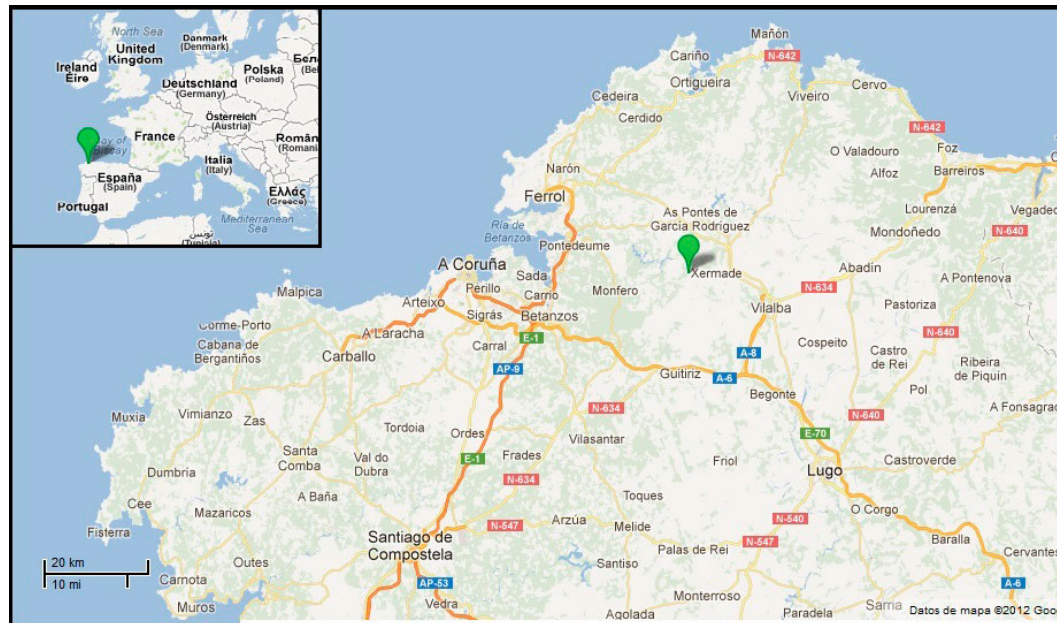 North Sea
Danmark
(Denmark)
United
Kingdom
Ireland
Éire
Polska
(Poland)
Deutschland
(Germany)
Österreich
(Austria)
France
Italia
(Italy)
España
(Spain)
Portugal
Ελλάς
(Greece)
Mediterranean
Sea
تونس
(Tunisia)
Mañón
N-642
Cariño
Ortigueira
Viveiro
Cervo
Cedeira
Cerdido
N-642
Foz
O Valadouro
Barreiros
Alfoz
Narón
Ferrol
Lourenzá
As Pontes de
García Rodríguez
Mondoñedo
N-640
Ría de
Betanzos
Pontedeume
A Coruña
Sada
Xermade
Abadín
Perillo
Carrio
Monfero
N-634
A Pontenova
Malpica
Arteixo
Vilalba
Pastoriza
Sigrás
Betanzos
Corme-Porto
A Laracha
E-1
N-640
Cabana de
Bergantiños
Carballo
Carral
A-8
Cospeito
Castro
de Rei
Ribeira
de Piquín
AP-9
Guitiriz
A-6
Begonte
Pol
Muxia
Vimianzo
Zas
Tordoia
N-634
N-640
A Fonsagrad
Ordes
Vilasantar
E-70
Santa
Comba
Val do
Dubra
E-1
Frades
Friol
Lugo
Castroverde
Dumbria
N-634
A Baña
Toques
Cee
Mazaricos
N-547
Arzúa
Melide
N-540
O Corgo
Fisterra
Santiago de
Compostela
Palas de Rei
N-547
Baralla
Cervantes
20 km
10 mi
Outes
Santiso
Carnota
AP-53
Monterroso
A-6
Muros
Vedra
Agolada
Paradela
Sarria
Datos de mapa ©2012 Goo